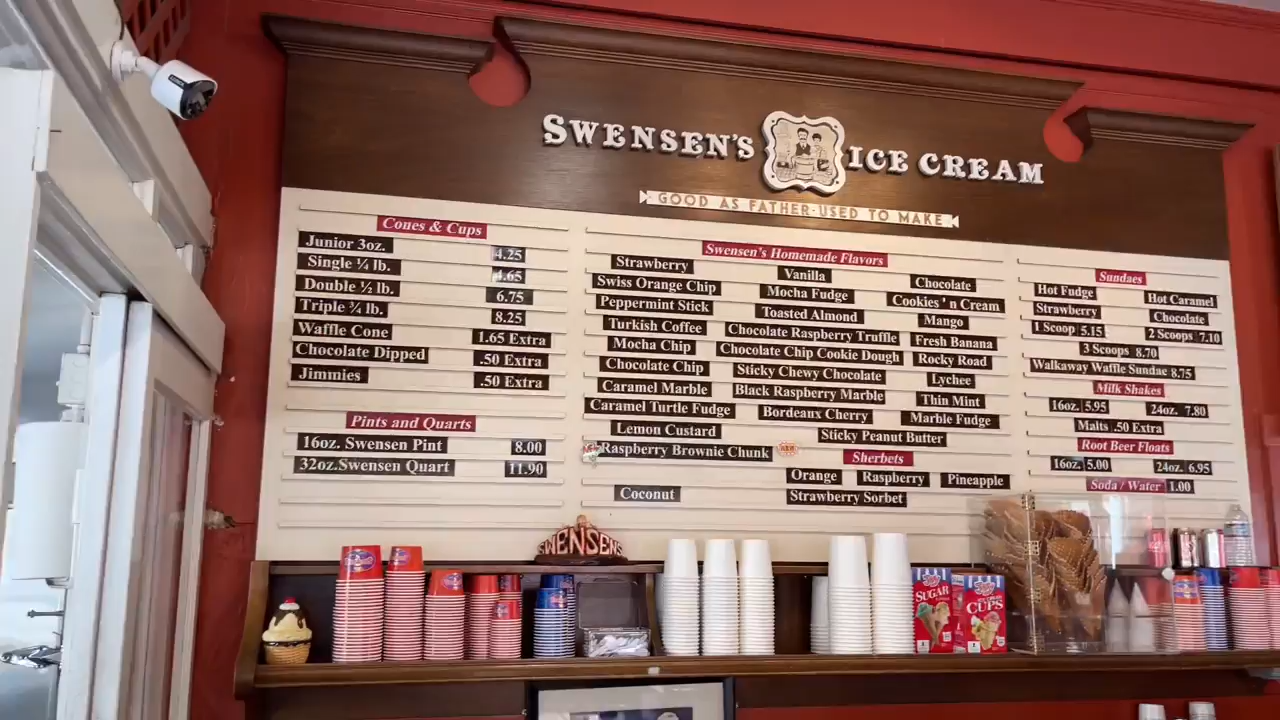 SWENSEN'S ICE CREAM
GOOD AS FATHER USED TO MAKE
Cones & Cups
Junior 3oz. 4.25
Single ¼ lb. 4.65
Double ½ lb. 6.75
Triple ¾ lb. 8.25
Waffle Cone 1.65 Extra
Chocolate Dipped .50 Extra
Jimmies .50 Extra
Pints and Quarts
16oz. Swensen Pint 8.00
32oz.Swensen Quart 11.90
Swensen's Homemade Flavors
Strawberry Vanilla Chocolate
Swiss Orange Chip Mocha Fudge Cookies ' n Cream
Peppermint Stick Toasted Almond Mango
Turkish Coffee Chocolate Raspberry Truffle Fresh Banana
Mocha Chip Chocolate Chip Cookie Dough Rocky Road
Chocolate Chip Sticky Chewy Chocolate Lychee
Caramel Marble Black Raspberry Marble Thin Mint
Caramel Turtle Fudge Bordeaux Cherry Marble Fudge
Lemon Custard Sticky Peanut Butter
Raspberry Brownie Chunk
Sherbets
Orange Raspberry Pineapple
Coconut Strawberry Sorbet
Sundaes
Hot Fudge Hot Caramel
Strawberry Chocolate
1 Scoop 5.15 2 Scoops 7.10
3 Scoops 8.70
Walkaway Waffle Sundae 8.75
Milk Shakes
16oz. 5.95 24oz. 7.80
Malts .50 Extra
Root Beer Floats
16oz. 5.00 24oz. 6.95
Soda / Water 1.00
SWENSENS
SUGAR
CUPS